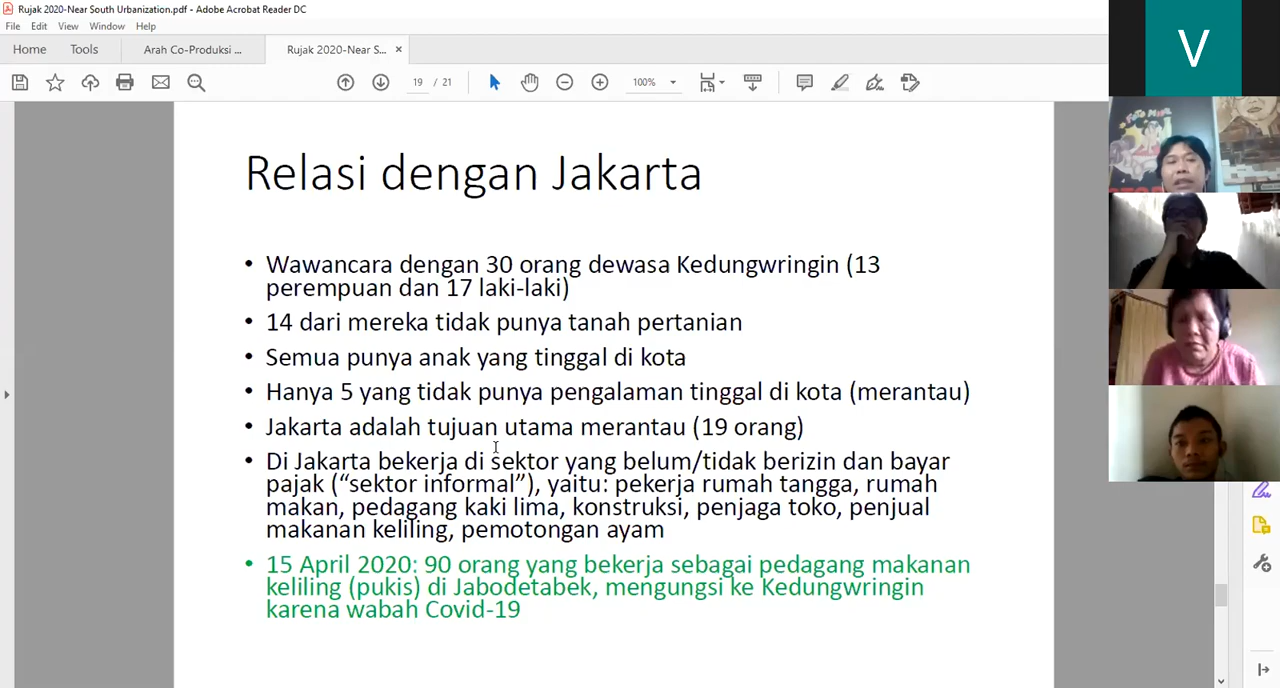 Rujak 2020-Near South Urbanization.pdf - Adobe Acrobat Reader DC
File Edit View Window Help
Home Tools Arah Co-Produksi ... Rujak 2020-Near S... ×
19 / 21 100%
V
Relasi dengan Jakarta
• Wawancara dengan 30 orang dewasa Kedungwringin (13
perempuan dan 17 laki-laki)
• 14 dari mereka tidak punya tanah pertanian
• Semua punya anak yang tinggal di kota
• Hanya 5 yang tidak punya pengalaman tinggal di kota (merantau)
• Jakarta adalah tujuan utama merantau (19 orang)
• Di Jakarta bekerja di sektor yang belum/tidak berizin dan bayar
pajak (“sektor informal”), yaitu: pekerja rumah tangga, rumah
makan, pedagang kaki lima, konstruksi, penjaga toko, penjual
makanan keliling, pemotongan ayam
• 15 April 2020: 90 orang yang bekerja sebagai pedagang makanan
keliling (pukis) di Jabodetabek, mengungsi ke Kedungwringin
karena wabah Covid-19